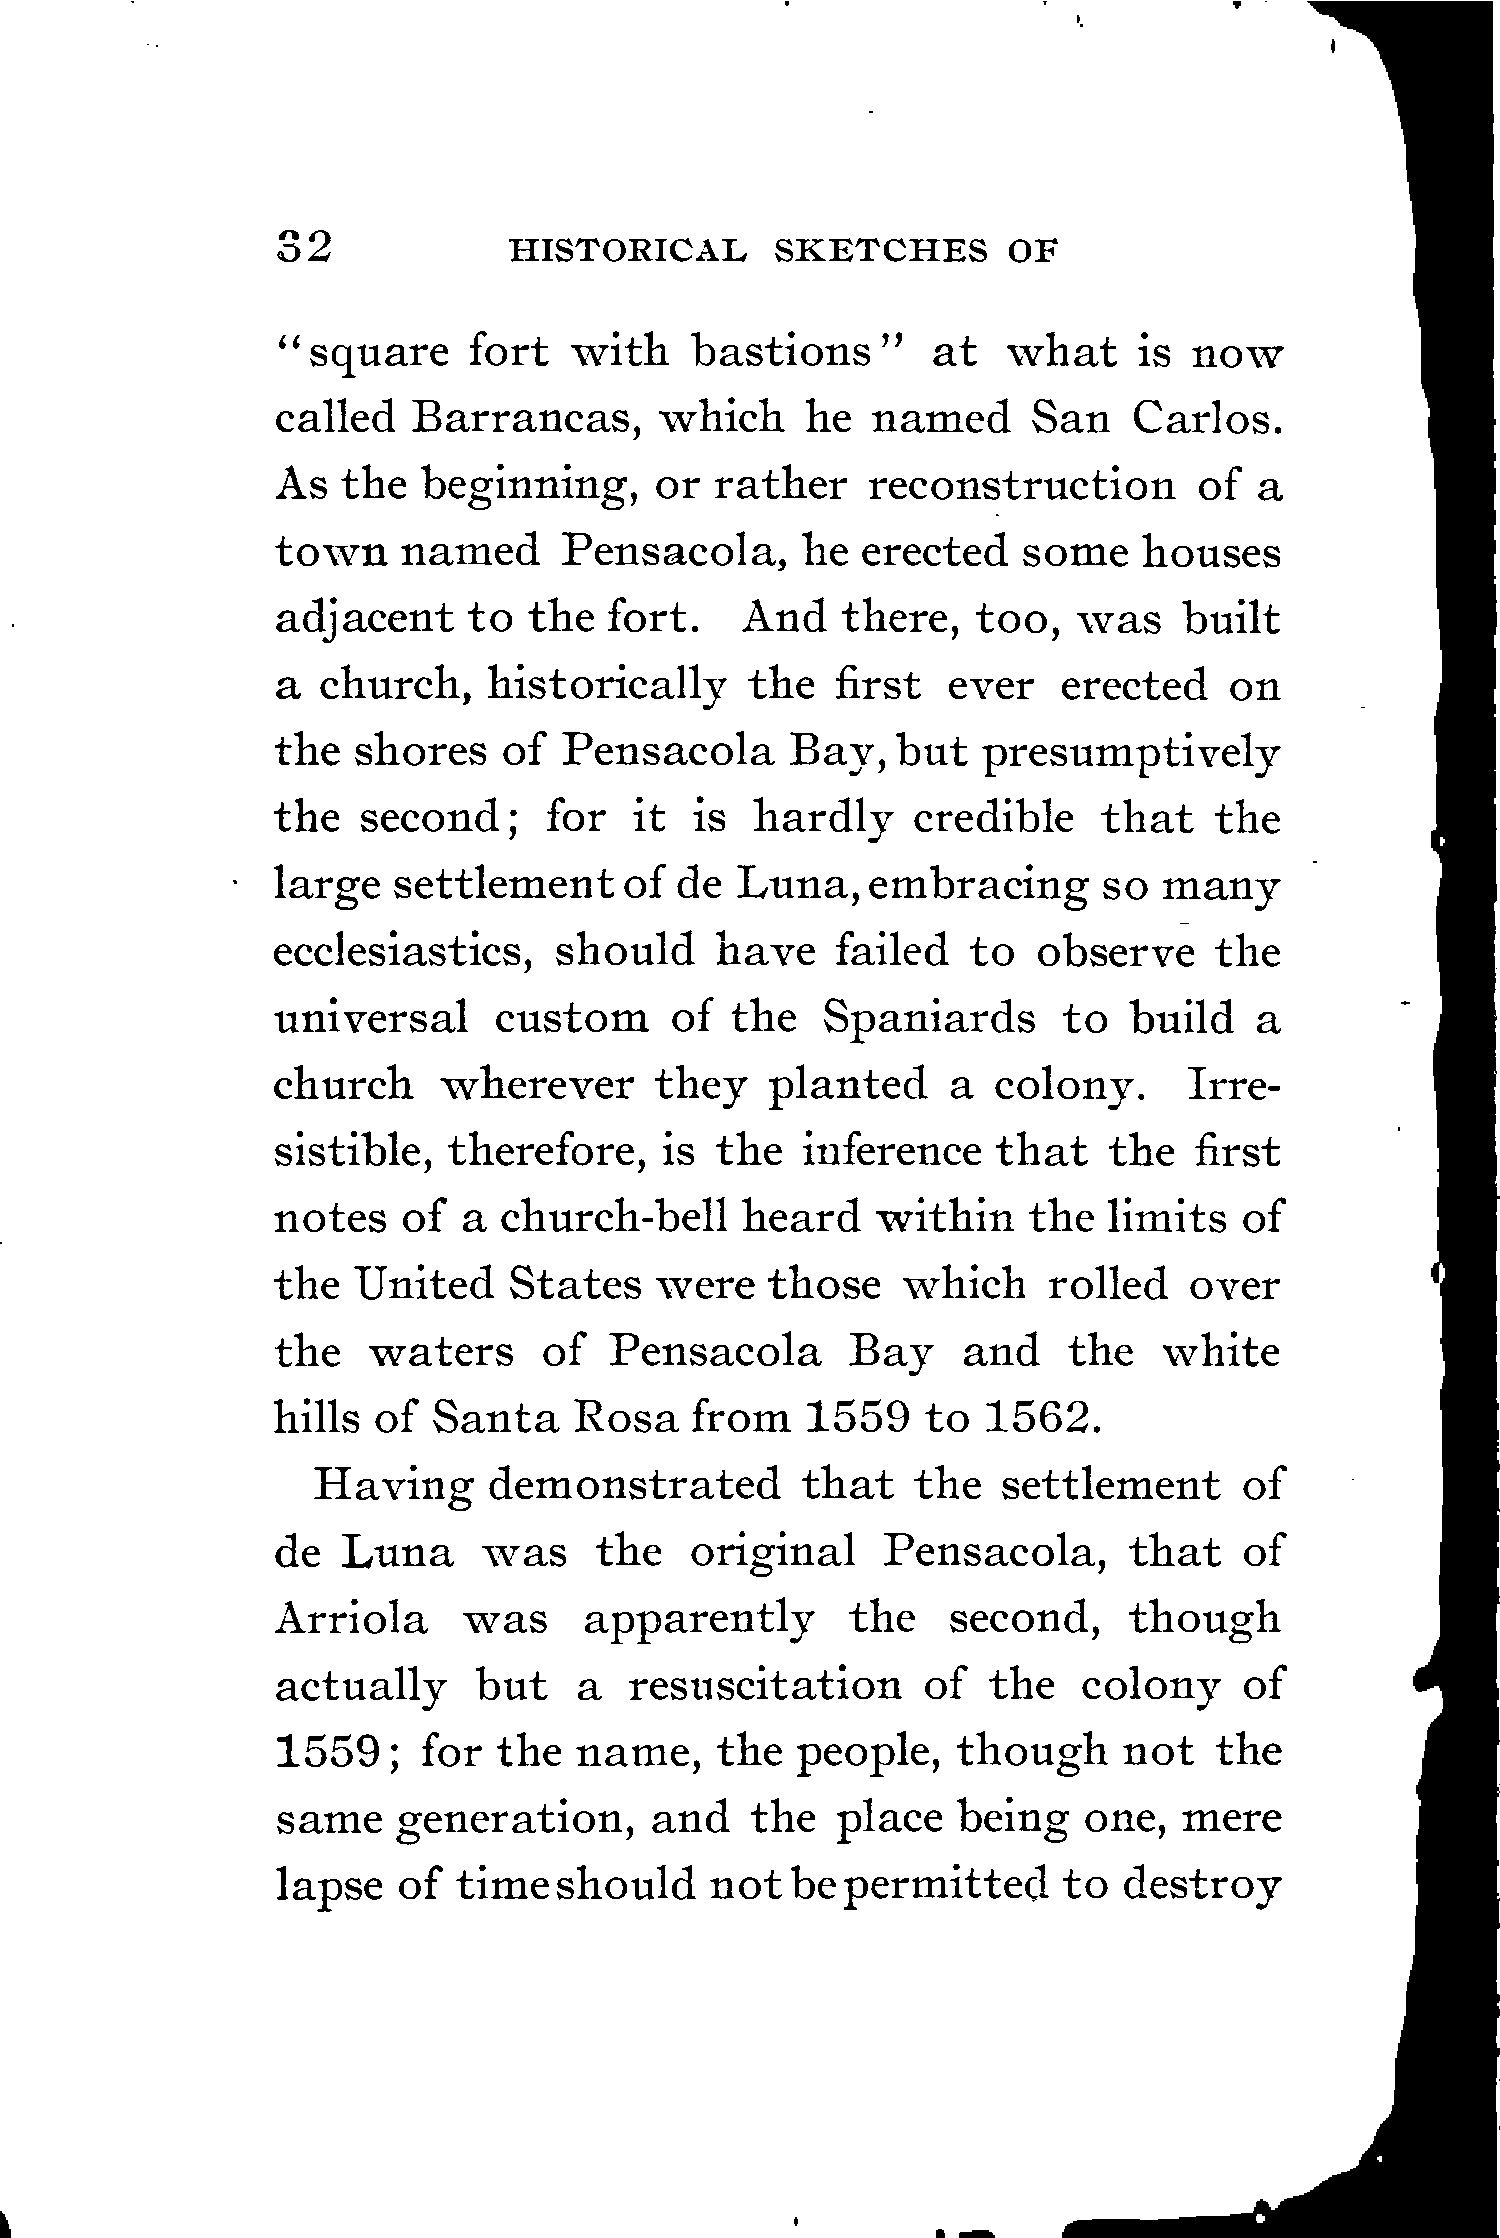 32 HISTORICAL SKETCHES OF
“square fort with bastions” at what is now
called Barrancas, which he named San Carlos.
As the beginning, or rather reconstruction of a
town named Pensacola, he erected some houses
adjacent to the fort. And there, too, was built
a church, historically the first ever erected on
the shores of Pensacola Bay, but presumptively
the second; for it is hardly credible that the
large settlement of de Luna, embracing so many
ecclesiastics, should have failed to observe the
universal custom of the Spaniards to build a
church wherever they planted a colony. Irre-
sistible, therefore, is the inference that the first
notes of a church-bell heard within the limits of
the United States were those which rolled over
the waters of Pensacola Bay and the white
hills of Santa Rosa from 1559 to 1562.
Having demonstrated that the settlement of
de Luna was the original Pensacola, that of
Arriola was apparently the second, though
actually but a resuscitation of the colony of
1559; for the name, the people, though not the
same generation, and the place being one, mere
lapse of time should not be permitted to destroy